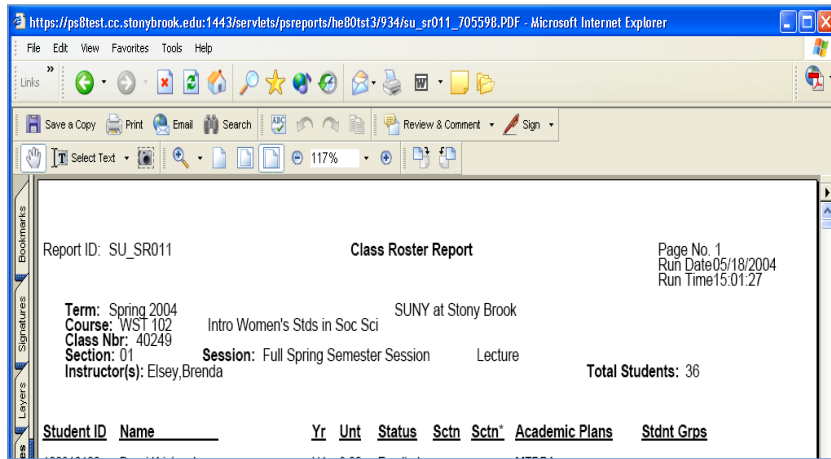 https://ps8test.cc.stonybrook.edu:1443/servlets/psreports/he80tst3/934/su_sr011_705598.PDF - Microsoft Internet Explorer
File Edit View Favorites Tools Help
Links »
Save a Copy Print Email Search Review & Comment Sign
Select Text 117%
Bookmarks
Signatures
Layers
Report ID: SU_SR011 Class Roster Report Page No. 1
Run Date05/18/2004
Run Time15:01:27
Term: Spring 2004 SUNY at Stony Brook
Course: WST 102 Intro Women's Stds in Soc Sci
Class Nbr: 40249
Section: 01 Session: Full Spring Semester Session Lecture
Instructor(s): Elsey,Brenda Total Students: 36
Student ID Name Yr Unt Status Sctn Sctn* Academic Plans Stdnt Grps